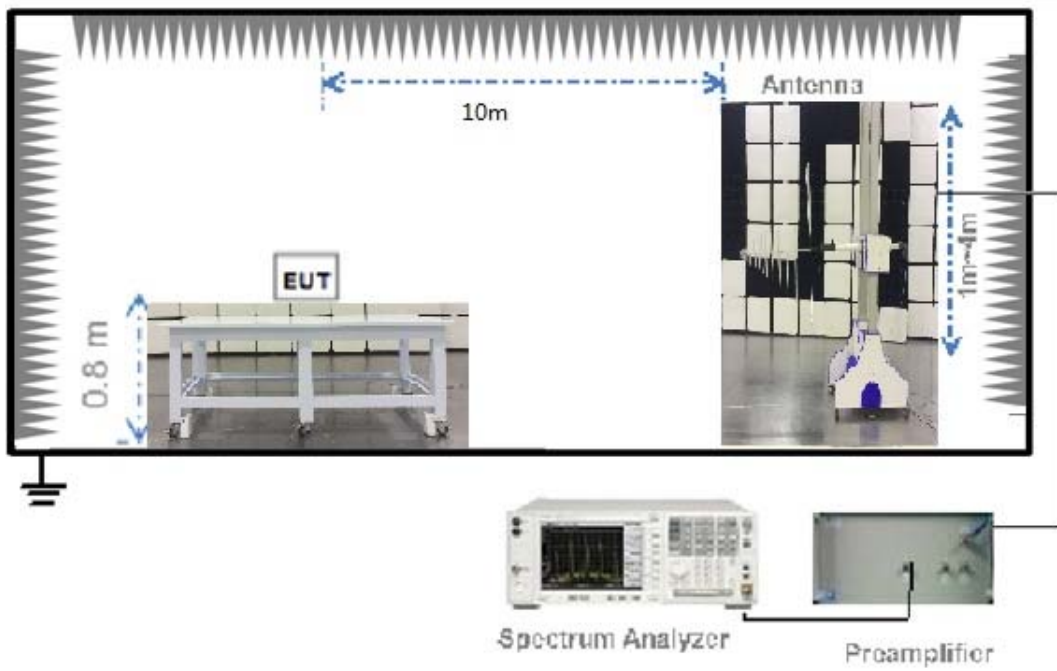 Antenna
10m
1m~4m
EUT
0.8 m
Spectrum Analyzer
Preamplifier